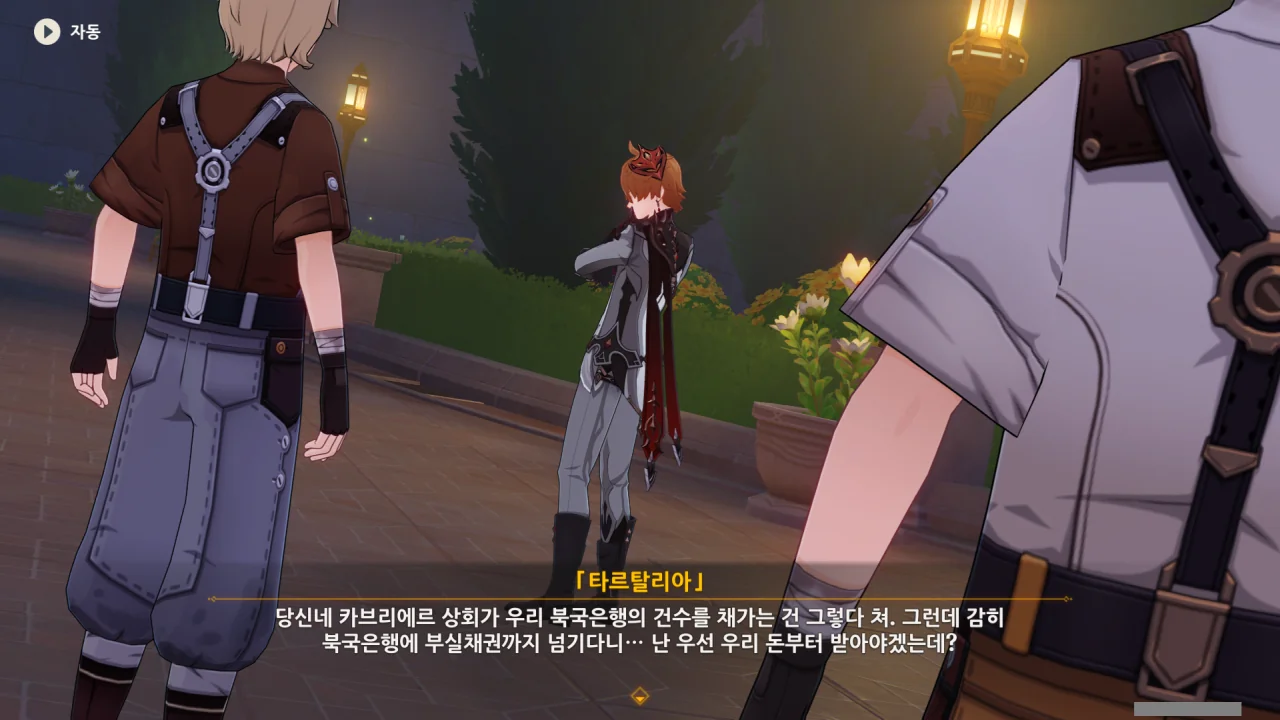 자동
「타르탈리아」
당신네 카브리에르 상회가 우리 북국은행의 건수를 채가는 건 그렇다 쳐. 그런데 감히
북국은행에 부실채권까지 넘기다니… 난 우선 우리 돈부터 받아야겠는데?